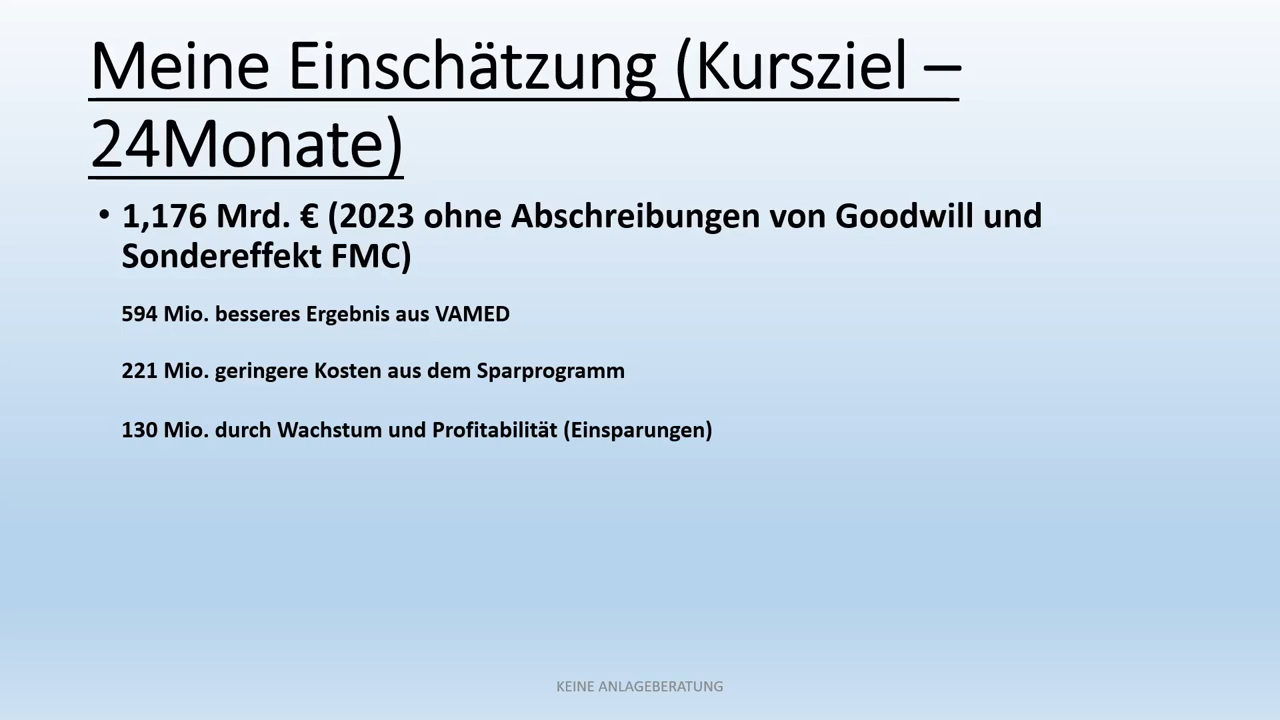 Meine Einschätzung (Kursziel –
24Monate)
• 1,176 Mrd. € (2023 ohne Abschreibungen von Goodwill und
Sondereffekt FMC)
594 Mio. besseres Ergebnis aus VAMED
221 Mio. geringere Kosten aus dem Sparprogramm
130 Mio. durch Wachstum und Profitabilität (Einsparungen)
KEINE ANLAGEBERATUNG